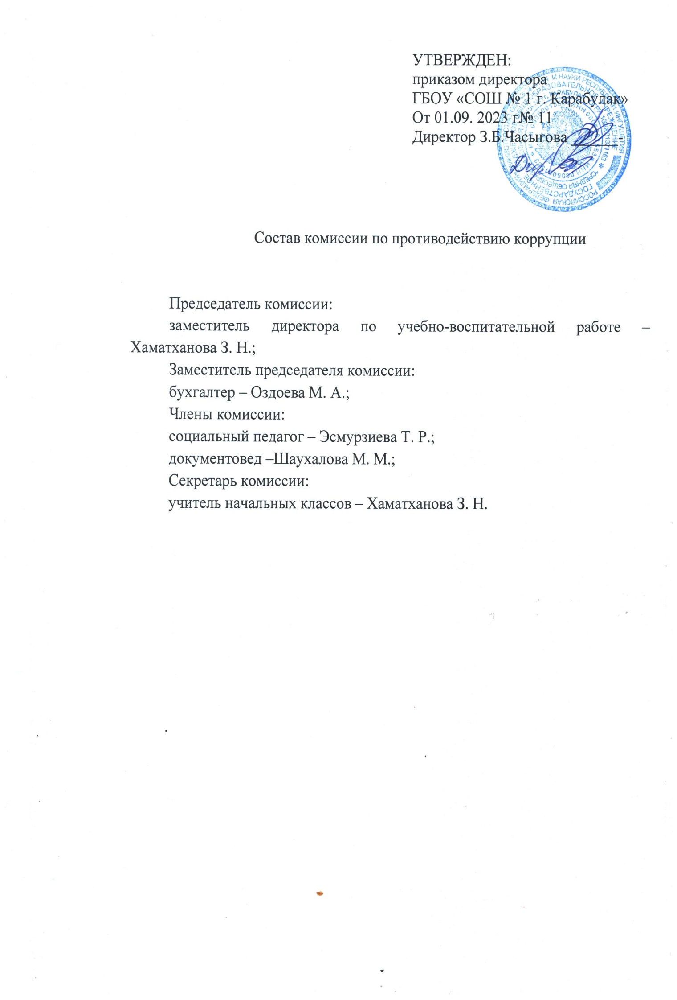 УТВЕРЖДЕН:
приказом директора
ГБОУ «СОШ № 1 г. Карабулак»
От 01.09. 2023 г№ 11
Директор З.Б.Часыгова ______-
Состав комиссии по противодействию коррупции
Председатель комиссии:
заместитель директора по учебно-воспитательной работе –
Хаматханова З. Н.;
Заместитель председателя комиссии:
бухгалтер – Оздоева М. А.;
Члены комиссии:
социальный педагог – Эсмурзиева Т. Р.;
документовед –Шаухалова М. М.;
Секретарь комиссии:
учитель начальных классов – Хаматханова З. Н.